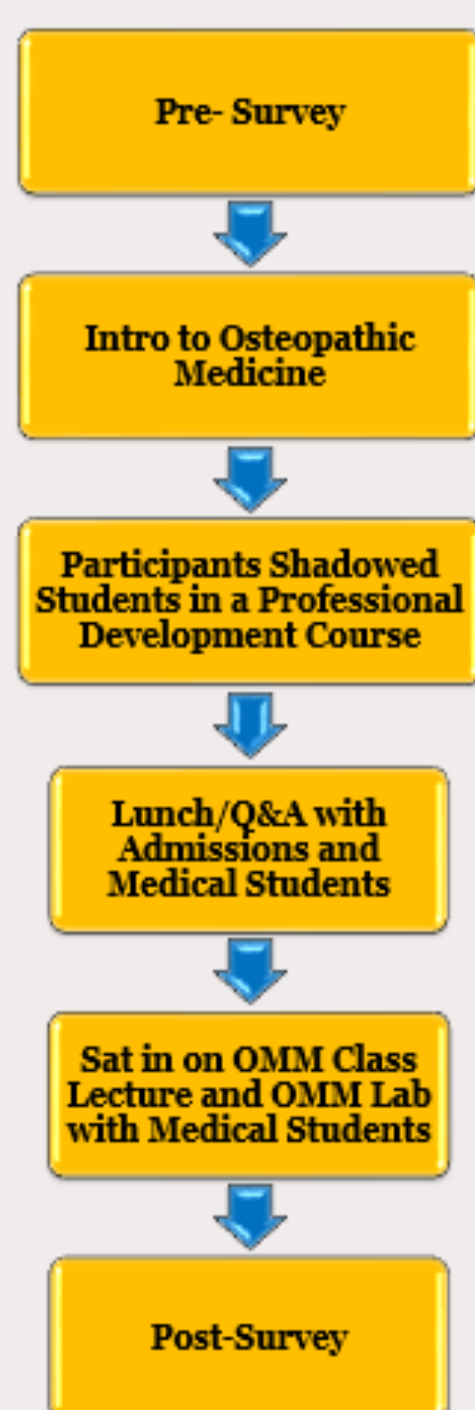 Pre- Survey
Intro to Osteopathic
Medicine
Participants Shadowed
Students in a Professional
Development Course
Lunch/Q&A with
Admissions and
Medical Students
Sat in on OMM Class
Lecture and OMM Lab
with Medical Students
Post-Survey